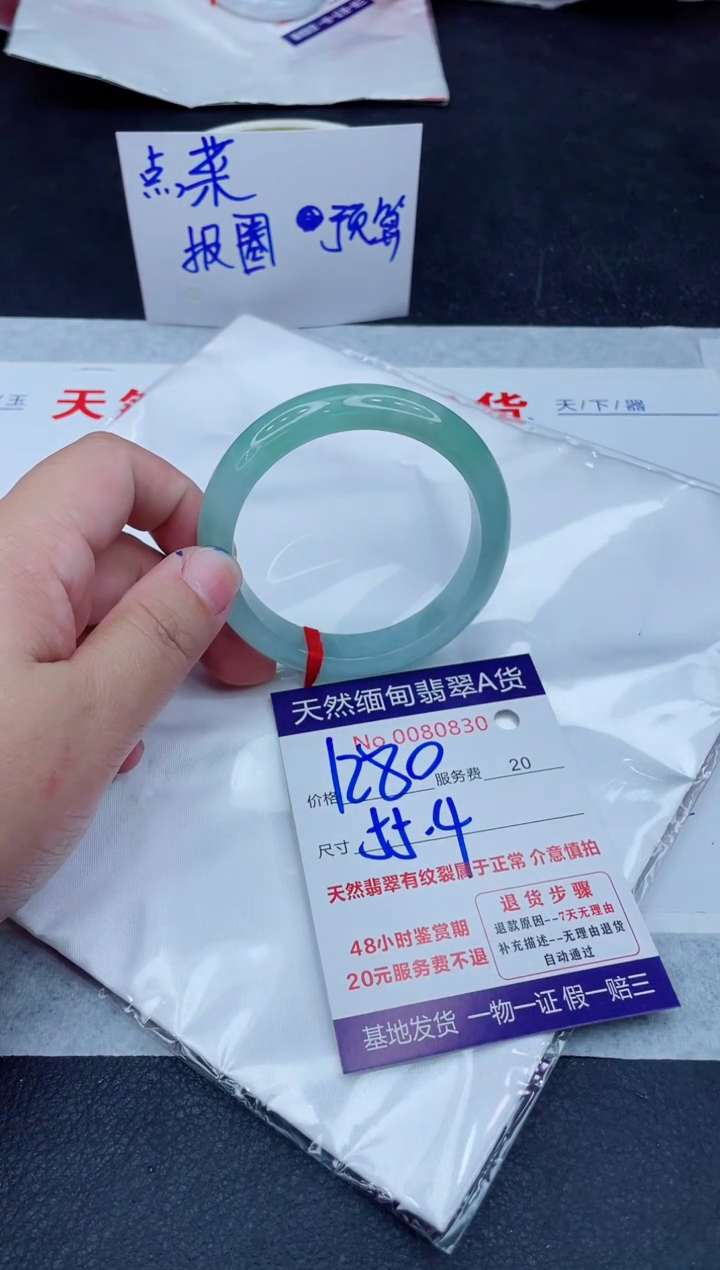 点菜
报圈 预算
玉
天
货
天/下/器
天然缅甸翡翠A货
No.0080830
价格 1280 服务费 20
尺寸 55.4
天然翡翠有纹裂属于正常 介意慎拍
48小时鉴赏期
20元服务费不退
退货步骤
退款原因--7天无理由
补充描述--无理由退货
自动通过
基地发货 一物一证 假一赔三